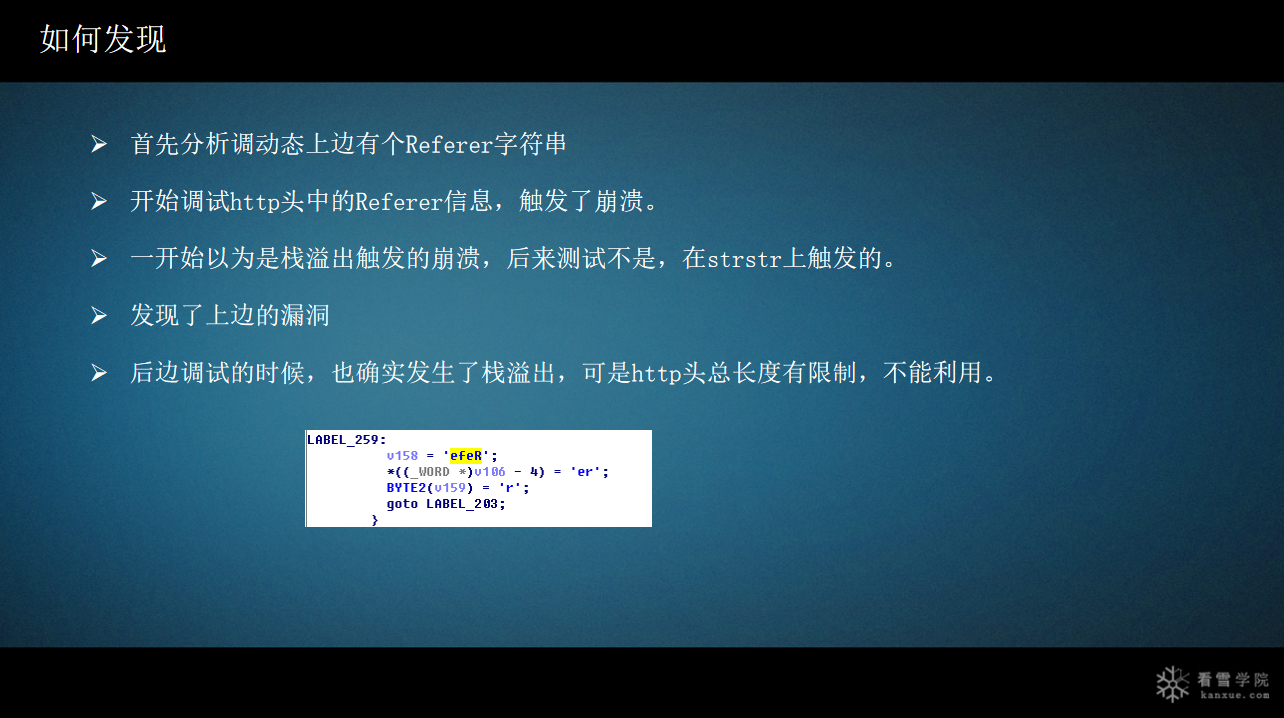 如何发现
首先分析调动态上边有个Referer字符串
开始调试http头中的Referer信息，触发了崩溃。
一开始以为是栈溢出触发的崩溃，后来测试不是，在strstr上触发的。
发现了上边的漏洞
后边调试的时候，也确实发生了栈溢出，可是http头总长度有限制，不能利用。
LABEL_259:
v158 = 'efeR';
*((_WORD *)v106 - 4) = 'er';
BYTE2(v159) = 'r';
goto LABEL_203;
}
看雪学院
kanxue.com